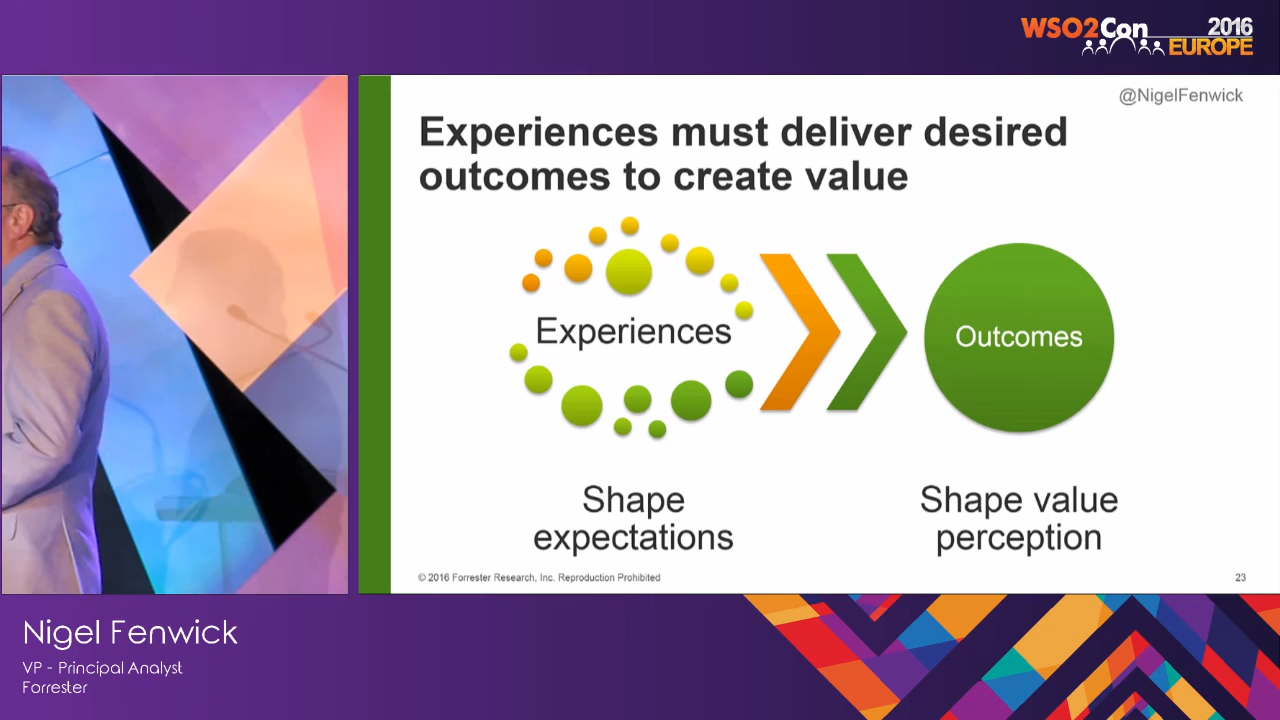 WSO2Con 2016
EUROPE
@NigelFenwick
Experiences must deliver desired
outcomes to create value
Experiences
Outcomes
Shape
expectations
Shape value
perception
© 2016 Forrester Research, Inc. Reproduction Prohibited
23
Nigel Fenwick
VP - Principal Analyst
Forrester